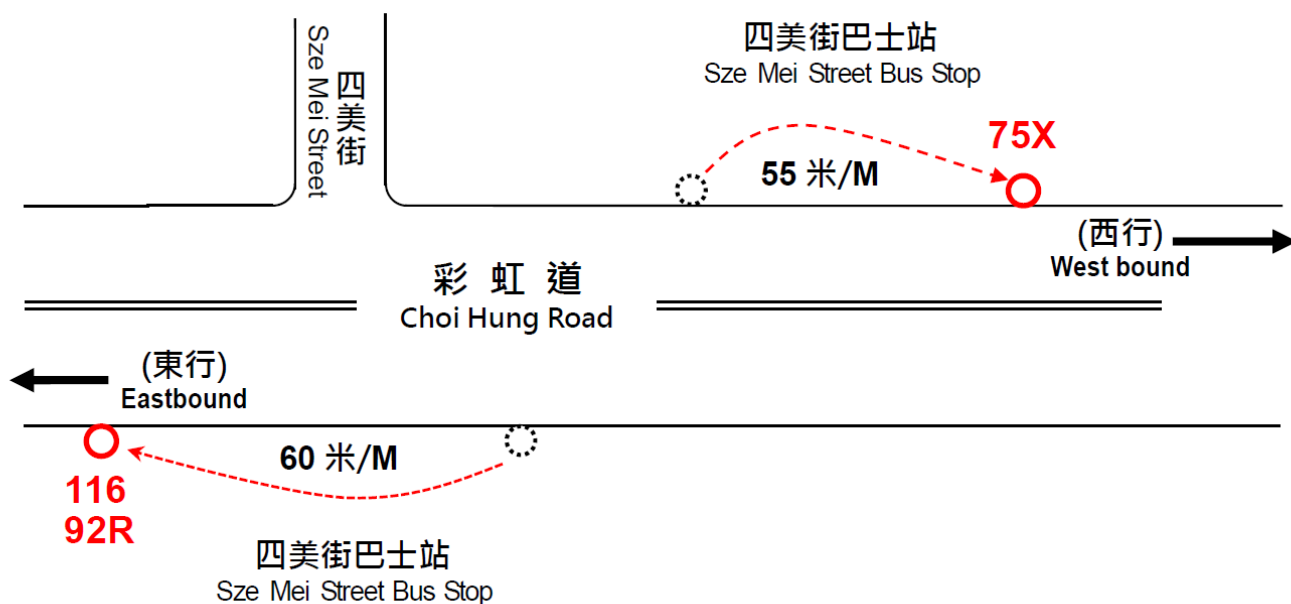 四美街
Sze Mei Street
四美街巴士站
Sze Mei Street Bus Stop
75X
55 米/M
(西行)
West bound
彩 虹 道
Choi Hung Road
(東行)
Eastbound
60 米/M
116
92R
四美街巴士站
Sze Mei Street Bus Stop